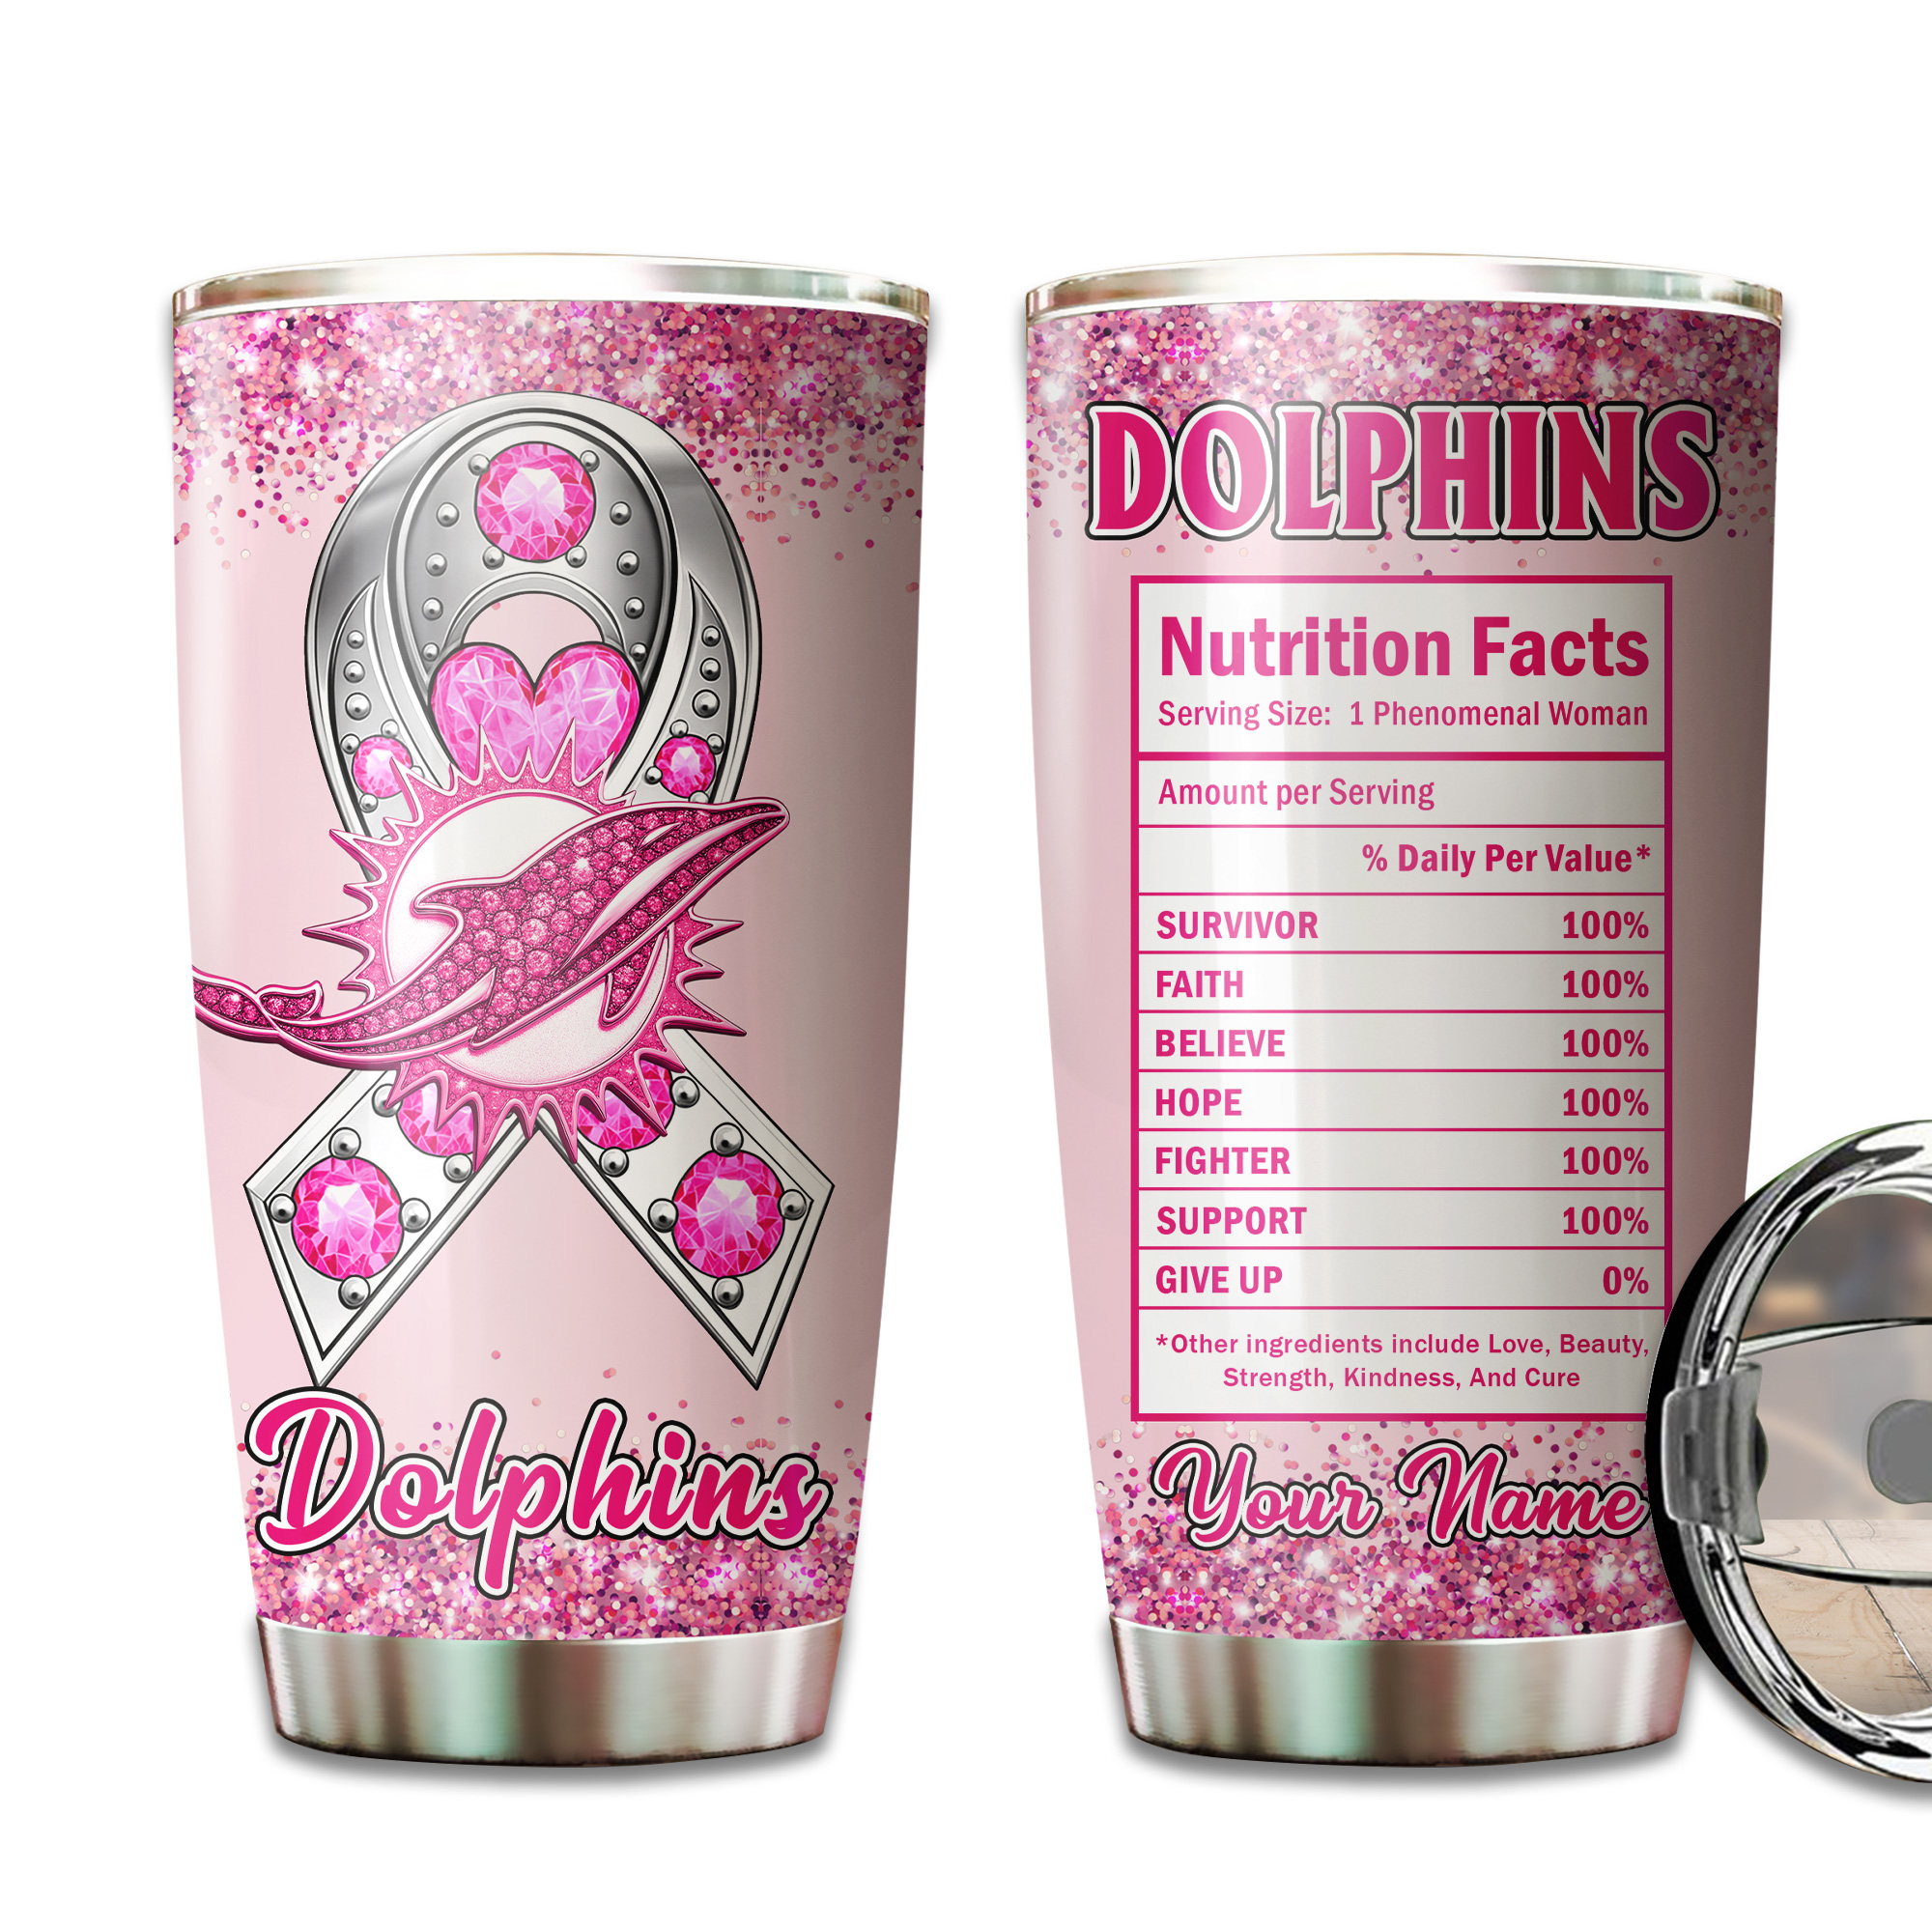 Dolphins
DOLPHINS
Nutrition Facts
Serving Size: 1 Phenomenal Woman
Amount per Serving
% Daily Per Value*
SURVIVOR 100%
FAITH 100%
BELIEVE 100%
HOPE 100%
FIGHTER 100%
SUPPORT 100%
GIVE UP 0%
*Other ingredients include Love, Beauty,
Strength, Kindness, And Cure
Your Name